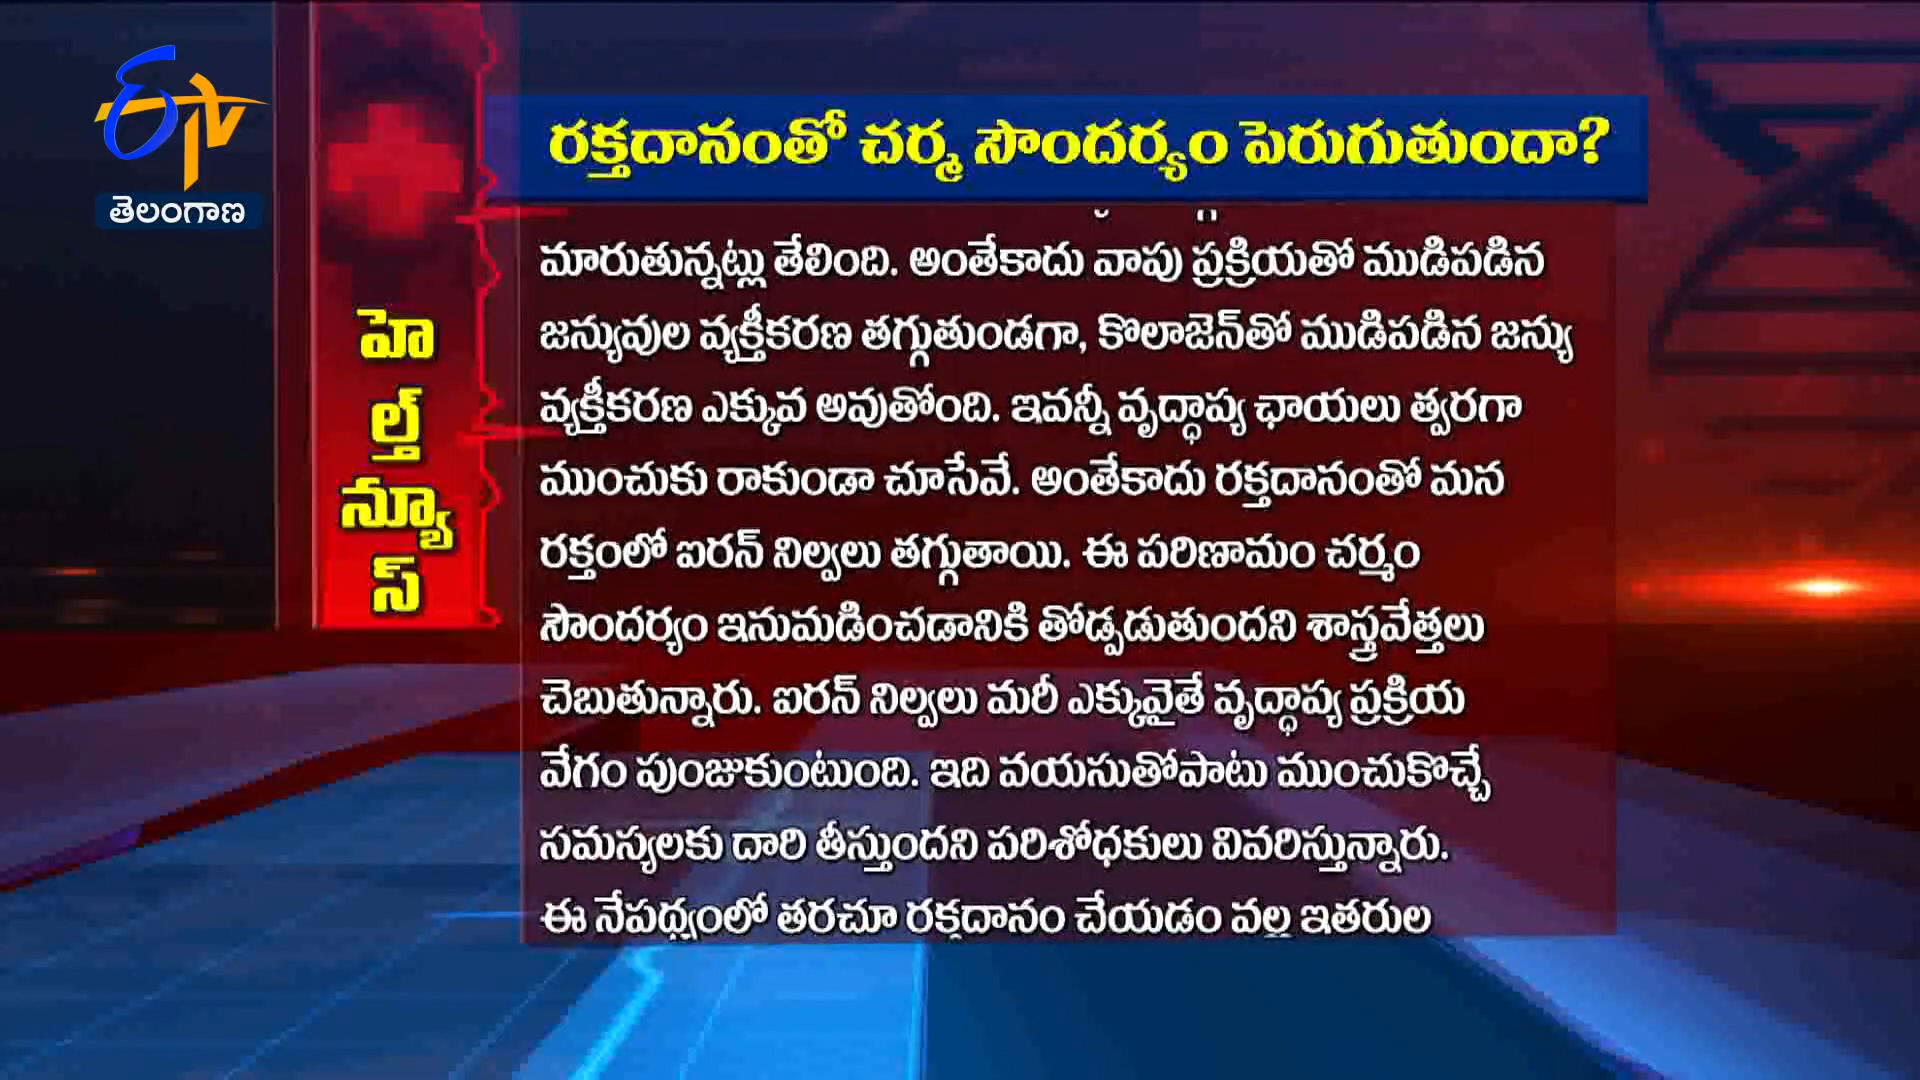 ETV
తెలంగాణ
హెల్త్ న్యూస్
రక్తదానంతో చర్మ సౌందర్యం పెరుగుతుందా?
మారుతున్నట్లు తేలింది. అంతేకాదు వాపు ప్రక్రియతో ముడిపడిన
జన్యువుల వ్యక్తీకరణ తగ్గుతుండగా, కొలాజెన్‌తో ముడిపడిన జన్యు
వ్యక్తీకరణ ఎక్కువ అవుతోంది. ఇవన్నీ వృద్ధాప్య ఛాయలు త్వరగా
ముంచుకు రాకుండా చూసేవే. అంతేకాదు రక్తదానంతో మన
రక్తంలో ఐరన్ నిల్వలు తగ్గుతాయి. ఈ పరిణామం చర్మం
సౌందర్యం ఇనుమడించడానికి తోడ్పడుతుందని శాస్త్రవేత్తలు
చెబుతున్నారు. ఐరన్ నిల్వలు మరీ ఎక్కువైతే వృద్ధాప్య ప్రక్రియ
వేగం పుంజుకుంటుంది. ఇది వయసుతోపాటు ముంచుకొచ్చే
సమస్యలకు దారి తీస్తుందని పరిశోధకులు వివరిస్తున్నారు.
ఈ నేపథ్యంలో తరచూ రక్తదానం చేయడం వల్ల ఇతరుల